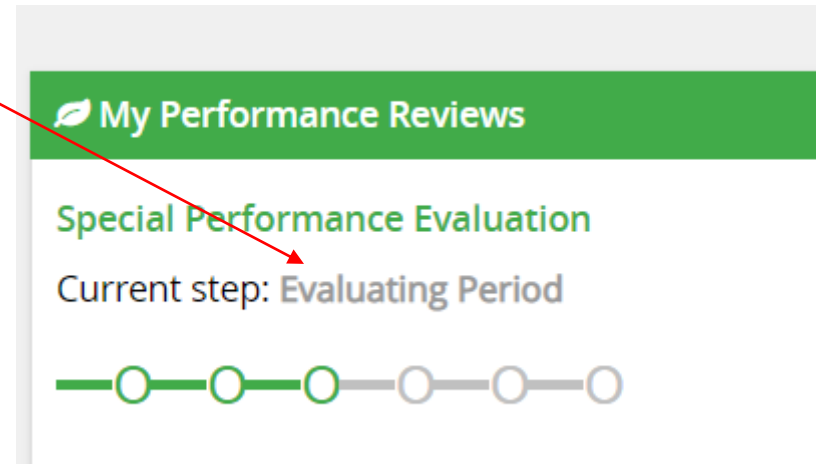 My Performance Reviews
Special Performance Evaluation
Current step: Evaluating Period